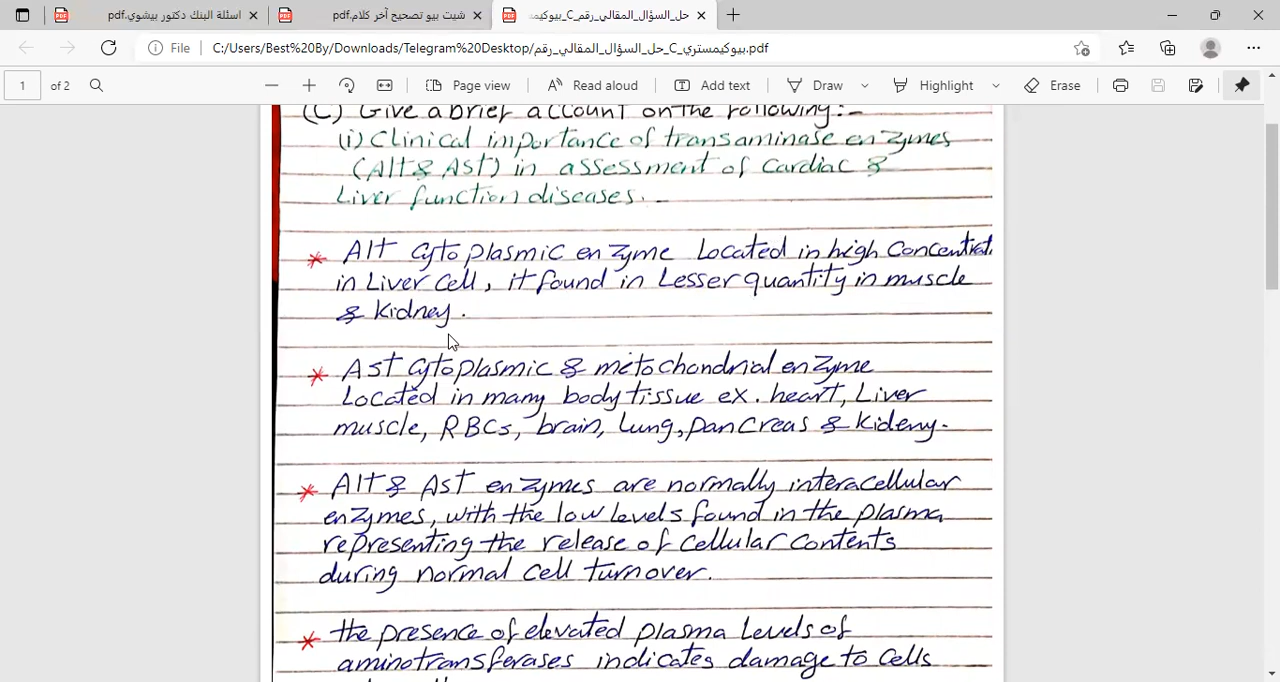 اسئلة البنك دكتور بيشوي.pdf
شيت بيو تصحيح آخر كلام.pdf
حل_السؤال_المقالي_رقم_C_بيوكيمـ
File C:/Users/Best%20By/Downloads/Telegram%20Desktop/حل_السؤال_المقالي_رقم_C_بيوكيمستري.pdf
1 of 2 Page view Read aloud Add text Draw Highlight Erase
(C) Give a brief account on the following:-
(i) Clinical importance of transaminase enzymes
(Alt & Ast) in assessment of cardiac &
Liver function diseases.
* Alt cytoplasmic enzyme Located in high concentrat.
in Liver cell, it found in Lesser quantity in muscle
& kidney.
* Ast cytoplasmic & mitochondrial enzyme
Located in many body tissue ex. heart, Liver
muscle, RBCs, brain, lung, pancreas & kideny.
* Alt & Ast enzymes are normally interacellular
enzymes, with the low levels found in the plasma
representing the release of cellular contents
during normal cell turnover.
* the presence of elevated plasma levels of
aminotransferases indicates damage to cells